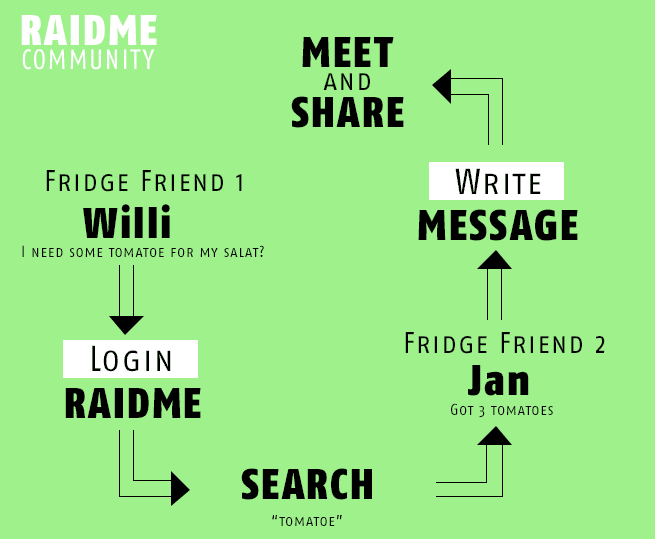 RAIDME
COMMUNITY
MEET
AND
SHARE
FRIDGE FRIEND 1
Willi
I NEED SOME TOMATOE FOR MY SALAT?
LOGIN
RAIDME
SEARCH
“TOMATOE”
FRIDGE FRIEND 2
Jan
GOT 3 TOMATOES
WRITE
MESSAGE